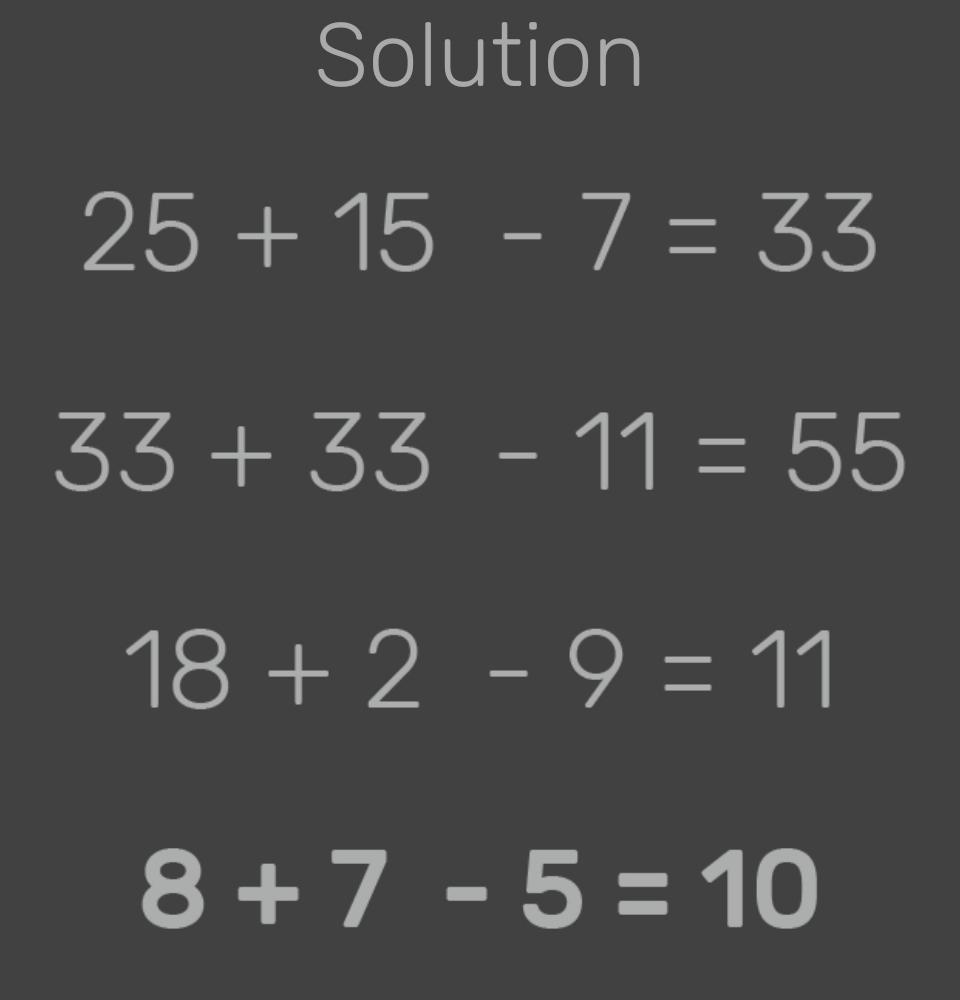 Solution
25 + 15 - 7 = 33
33 + 33 - 11 = 55
18 + 2 - 9 = 11
8 + 7 - 5 = 10